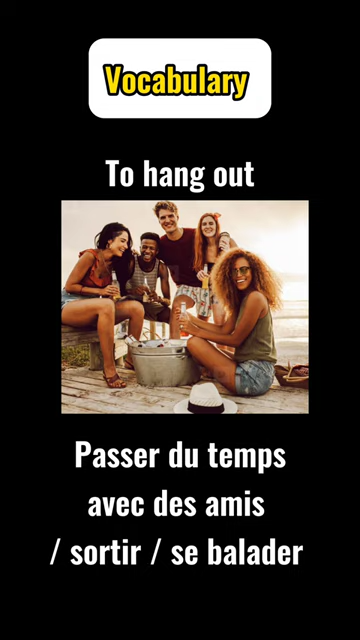 Vocabulary
To hang out
Passer du temps
avec des amis
/ sortir / se balader